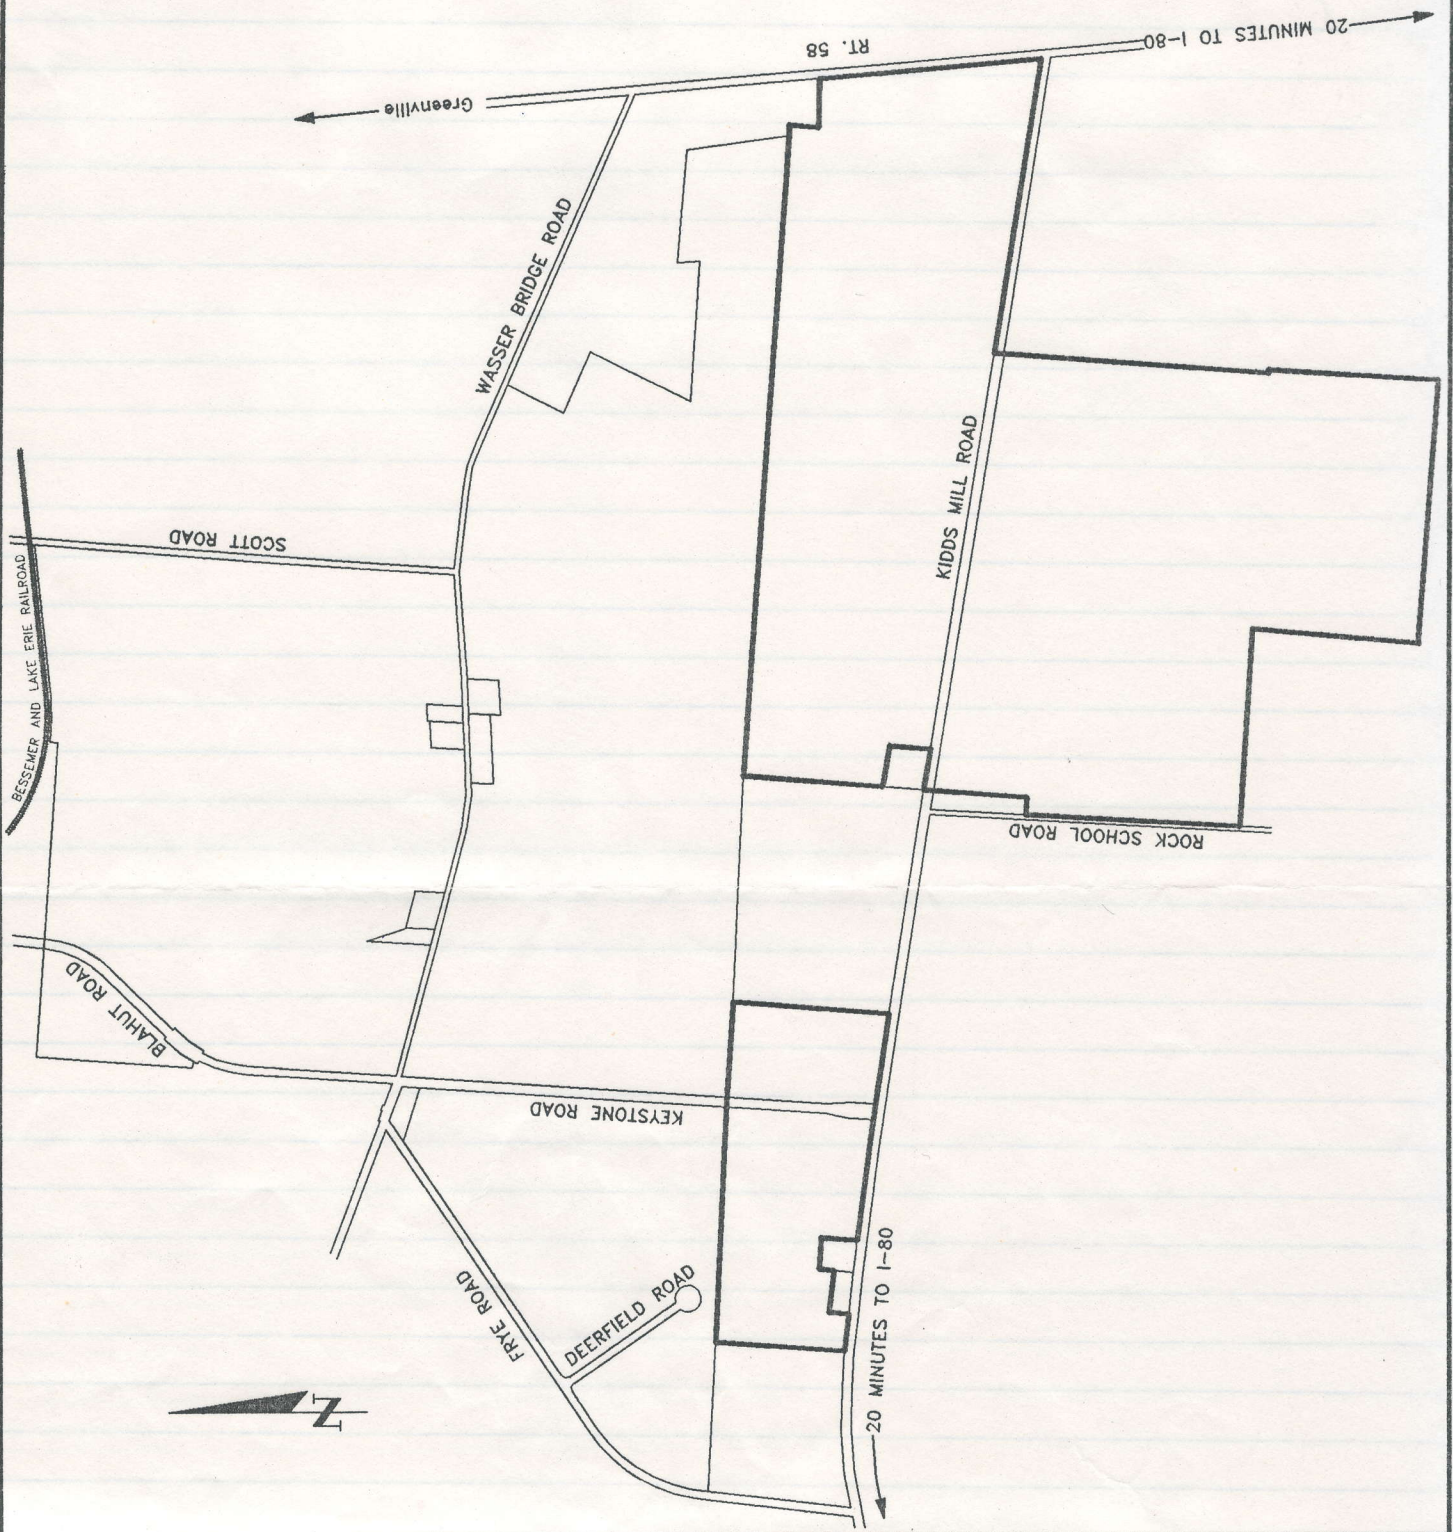 20 MINUTES TO I-80
RT. 58
Greenville
WASSER BRIDGE ROAD
KIDDS MILL ROAD
SCOTT ROAD
BESSEMER AND LAKE ERIE RAILROAD
ROCK SCHOOL ROAD
BLAHUT ROAD
KEYSTONE ROAD
FRYE ROAD
DEERFIELD ROAD
20 MINUTES TO I-80
N